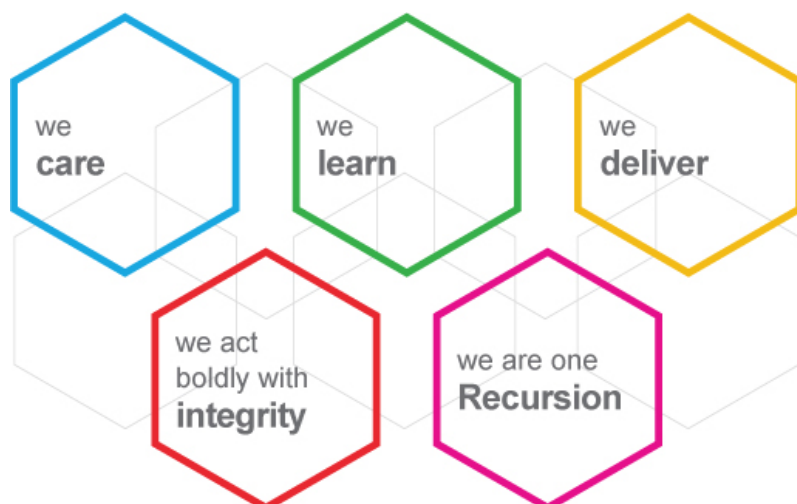 we
care
we
learn
we
deliver
we act
boldly with
integrity
we are one
Recursion